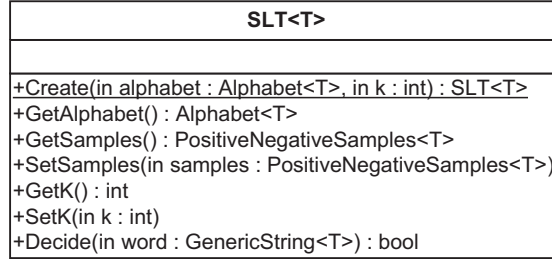 SLT<T>
+Create(in alphabet : Alphabet<T>, in k : int) : SLT<T>
+GetAlphabet() : Alphabet<T>
+GetSamples() : PositiveNegativeSamples<T>
+SetSamples(in samples : PositiveNegativeSamples<T>)
+GetK() : int
+SetK(in k : int)
+Decide(in word : GenericString<T>) : bool